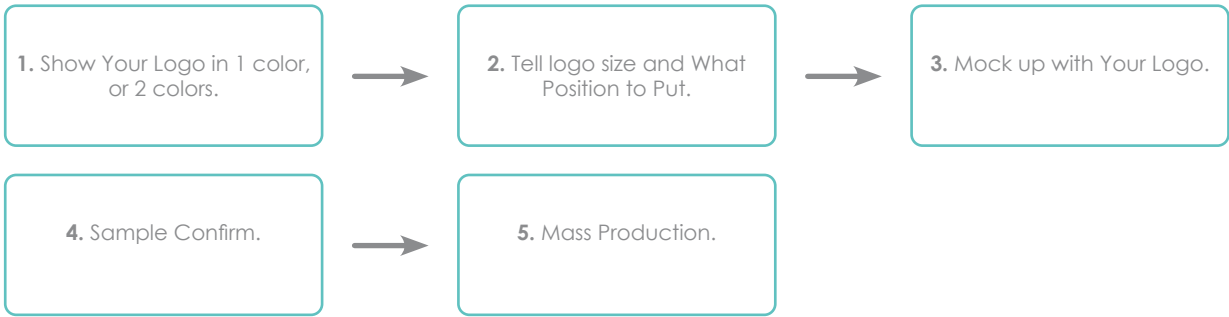 1. Show Your Logo in 1 color,
or 2 colors.
2. Tell logo size and What
Position to Put.
3. Mock up with Your Logo.
4. Sample Confirm.
5. Mass Production.